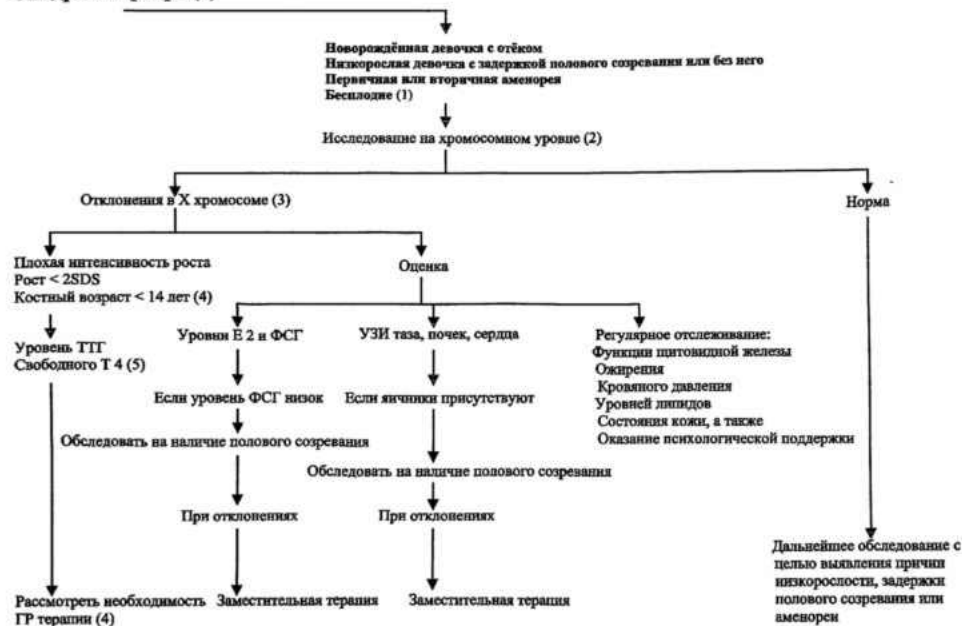 Новорождённая девочка с отёком
Низкорослая девочка с задержкой полового созревания или без него
Первичная или вторичная аменорея
Бесплодие (1)
Исследование на хромосомном уровне (2)
Отклонения в X хромосоме (3)
Норма
Плохая интенсивность роста
Рост < 2SDS
Костный возраст < 14 лет (4)
Оценка
Уровень ТТГ
Свободного Т 4 (5)
Уровни Е 2 и ФСГ
УЗИ таза, почек, сердца
Регулярное отслеживание:
Функции щитовидной железы
Ожирения
Кровяного давления
Уровней липидов
Состояния кожи, а также
Оказание психологической поддержки
Если уровень ФСГ низок
Если яичники присутствуют
Обследовать на наличие полового созревания
Обследовать на наличие полового созревания
При отклонениях
При отклонениях
Дальнейшее обследование с
целью выявления причин
низкорослости, задержки
полового созревания или
аменореи
Рассмотреть необходимость
ГР терапии (4)
Заместительная терапия
Заместительная терапия